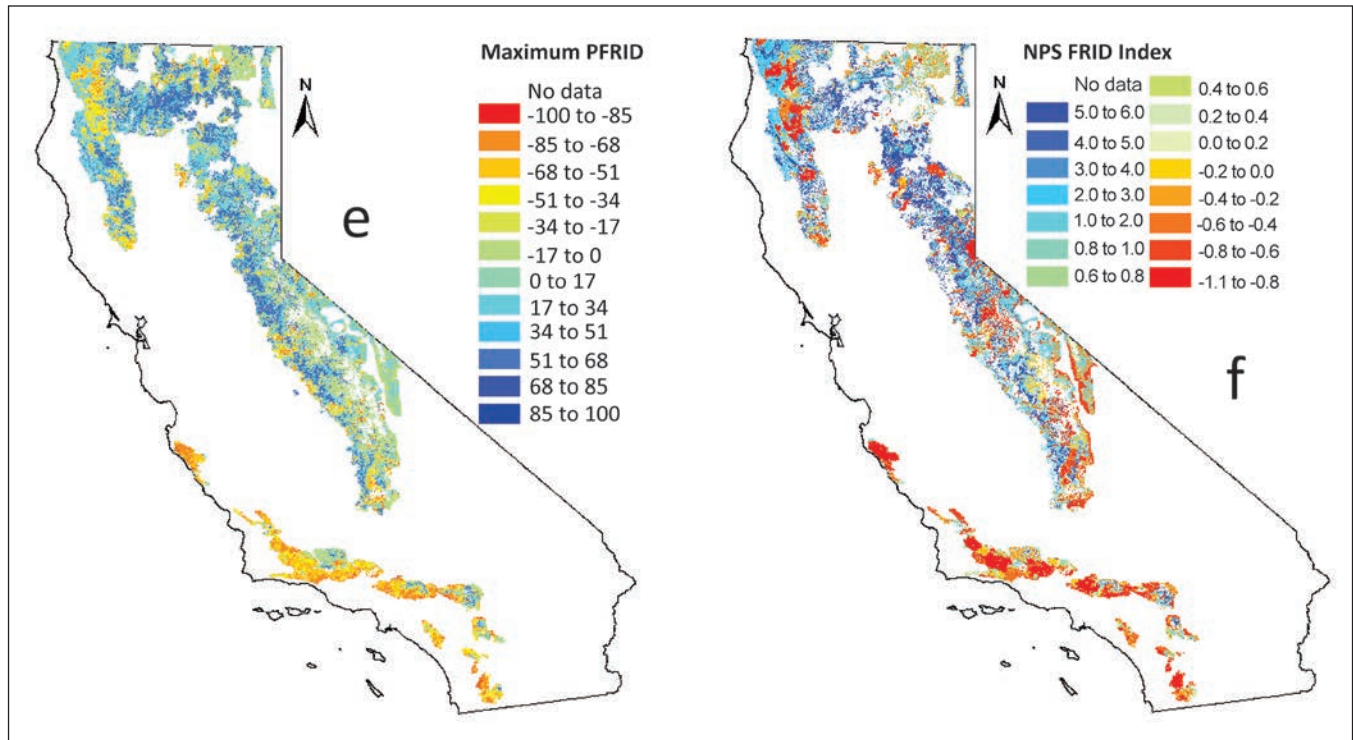 Maximum PFRID
No data
-100 to -85
-85 to -68
-68 to -51
-51 to -34
-34 to -17
-17 to 0
0 to 17
17 to 34
34 to 51
51 to 68
68 to 85
85 to 100
N
e
NPS FRID Index
No data
5.0 to 6.0
4.0 to 5.0
3.0 to 4.0
2.0 to 3.0
1.0 to 2.0
0.8 to 1.0
0.6 to 0.8
0.4 to 0.6
0.2 to 0.4
0.0 to 0.2
-0.2 to 0.0
-0.4 to -0.2
-0.6 to -0.4
-0.8 to -0.6
-1.1 to -0.8
N
f